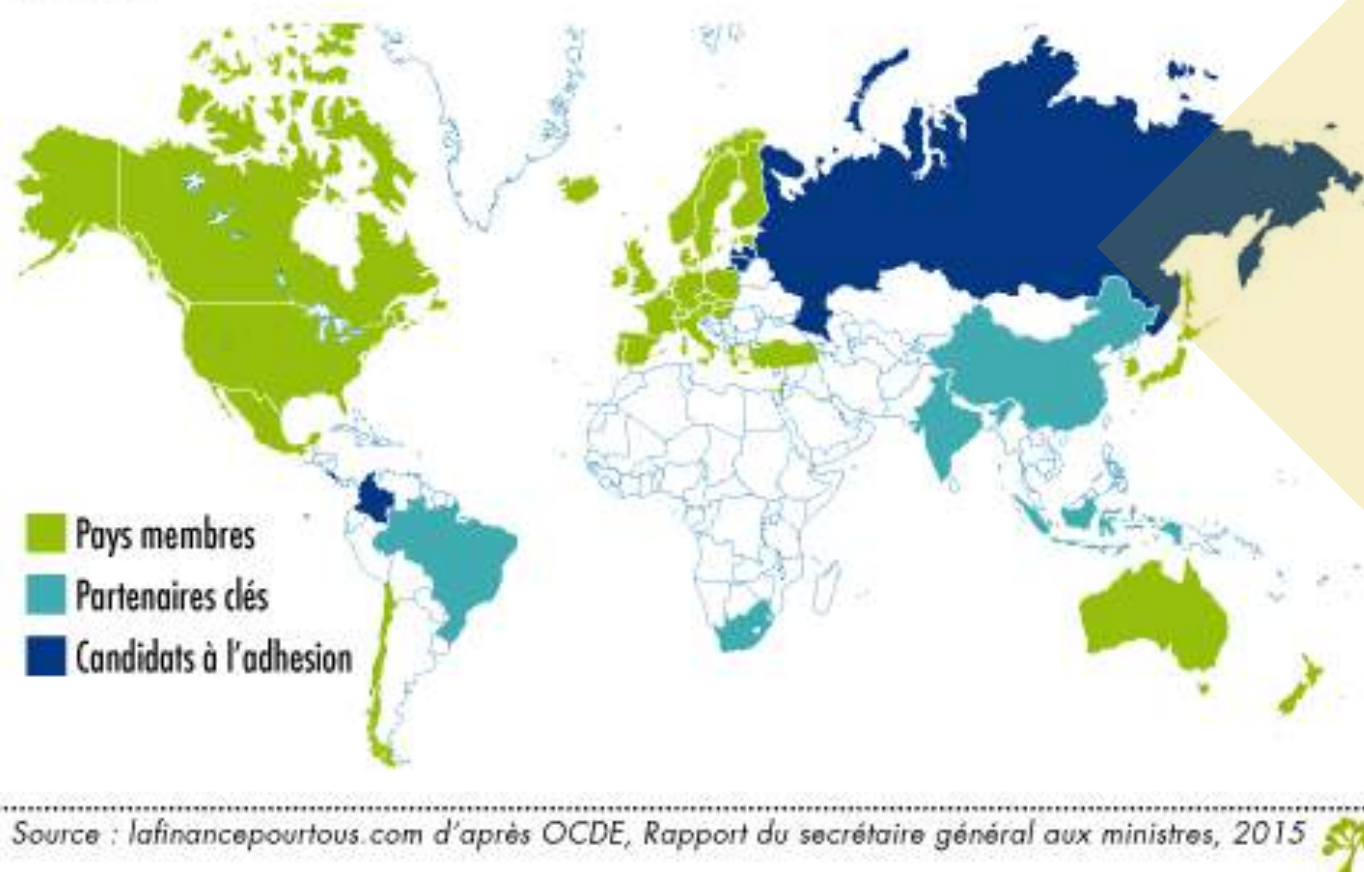 Pays membres
Partenaires clés
Candidats à l'adhesion
Source : lafinancepourtous.com d'après OCDE, Rapport du secrétaire général aux ministres, 2015